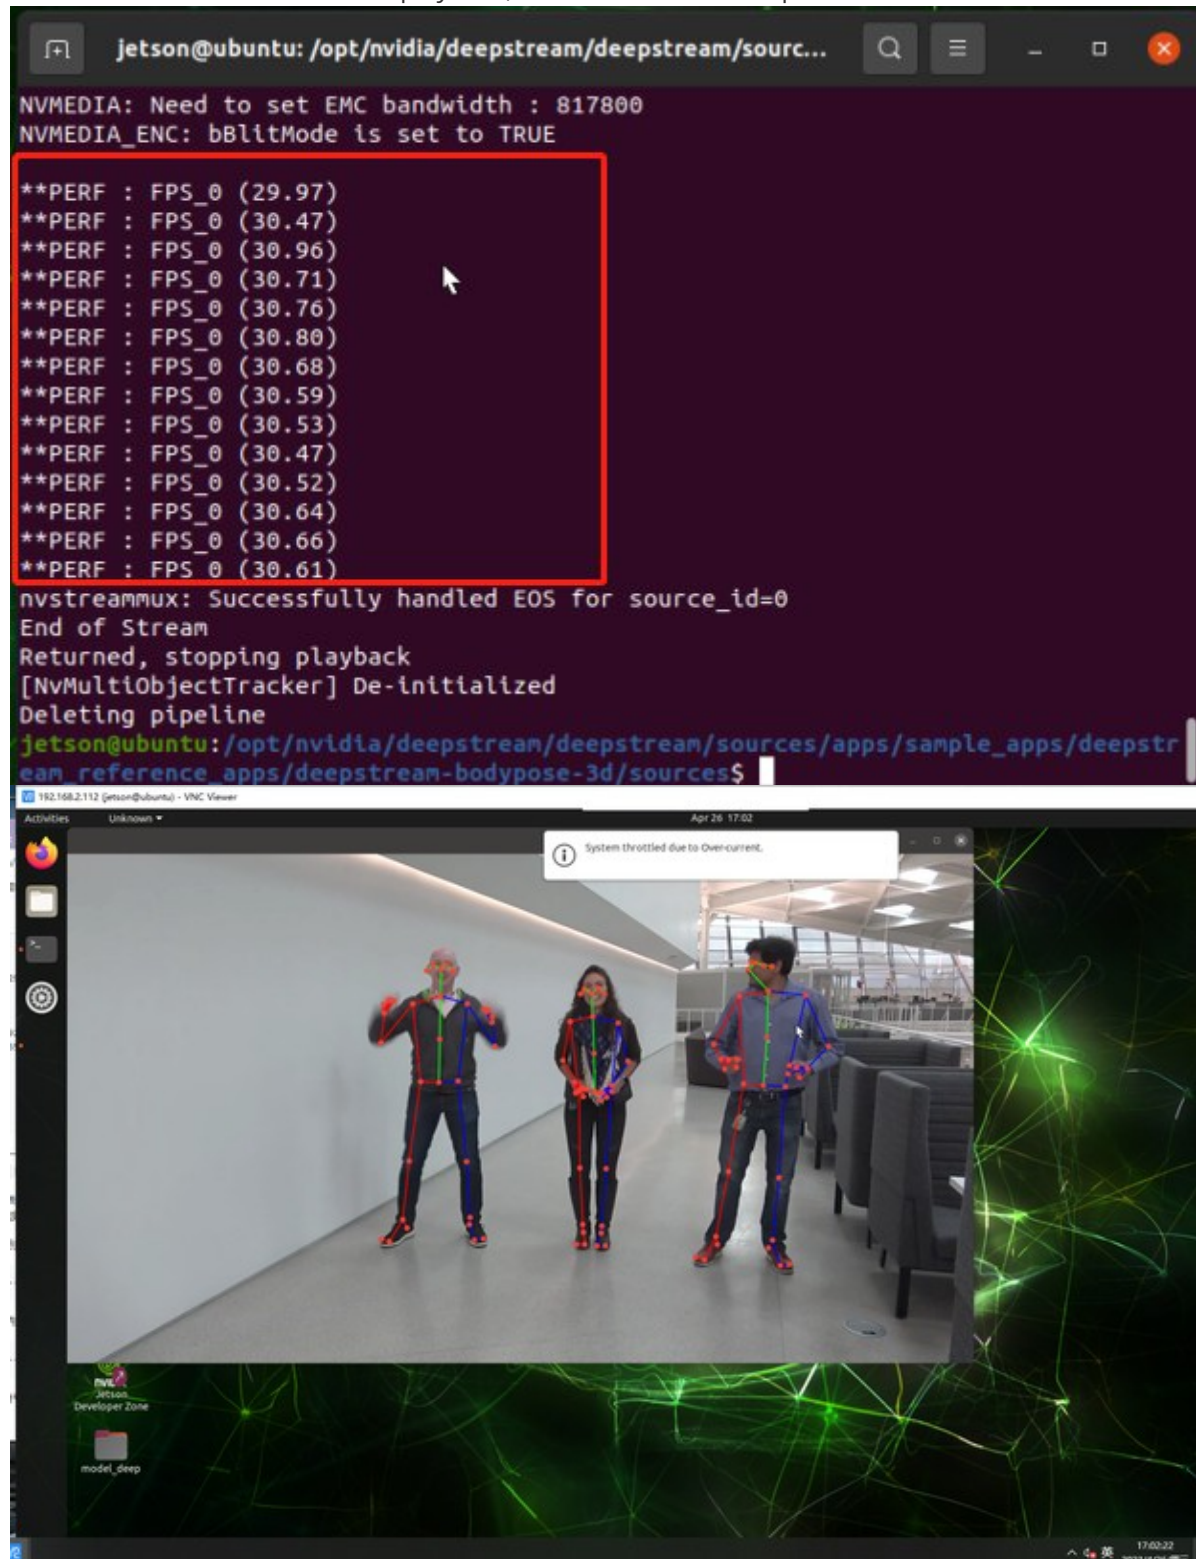 jetson@ubuntu: /opt/nvidia/deepstream/deepstream/sourc...
NVMEDIA: Need to set EMC bandwidth : 817800
NVMEDIA_ENC: bBlitMode is set to TRUE
**PERF : FPS_0 (29.97)
**PERF : FPS_0 (30.47)
**PERF : FPS_0 (30.96)
**PERF : FPS_0 (30.71)
**PERF : FPS_0 (30.76)
**PERF : FPS_0 (30.80)
**PERF : FPS_0 (30.68)
**PERF : FPS_0 (30.59)
**PERF : FPS_0 (30.53)
**PERF : FPS_0 (30.47)
**PERF : FPS_0 (30.52)
**PERF : FPS_0 (30.64)
**PERF : FPS_0 (30.66)
**PERF : FPS_0 (30.61)
nvstreammux: Successfully handled EOS for source_id=0
End of Stream
Returned, stopping playback
[NvMultiObjectTracker] De-initialized
Deleting pipeline
jetson@ubuntu:/opt/nvidia/deepstream/deepstream/sources/apps/sample_apps/deepstr
eam_reference_apps/deepstream-bodypose-3d/sources$
192.168.2.112 (jetson@ubuntu) - VNC Viewer
Activities
Unknown
Apr 26 17:02
System throttled due to Over-current.
Jetson
Developer Zone
model_deep
英
17:02:22